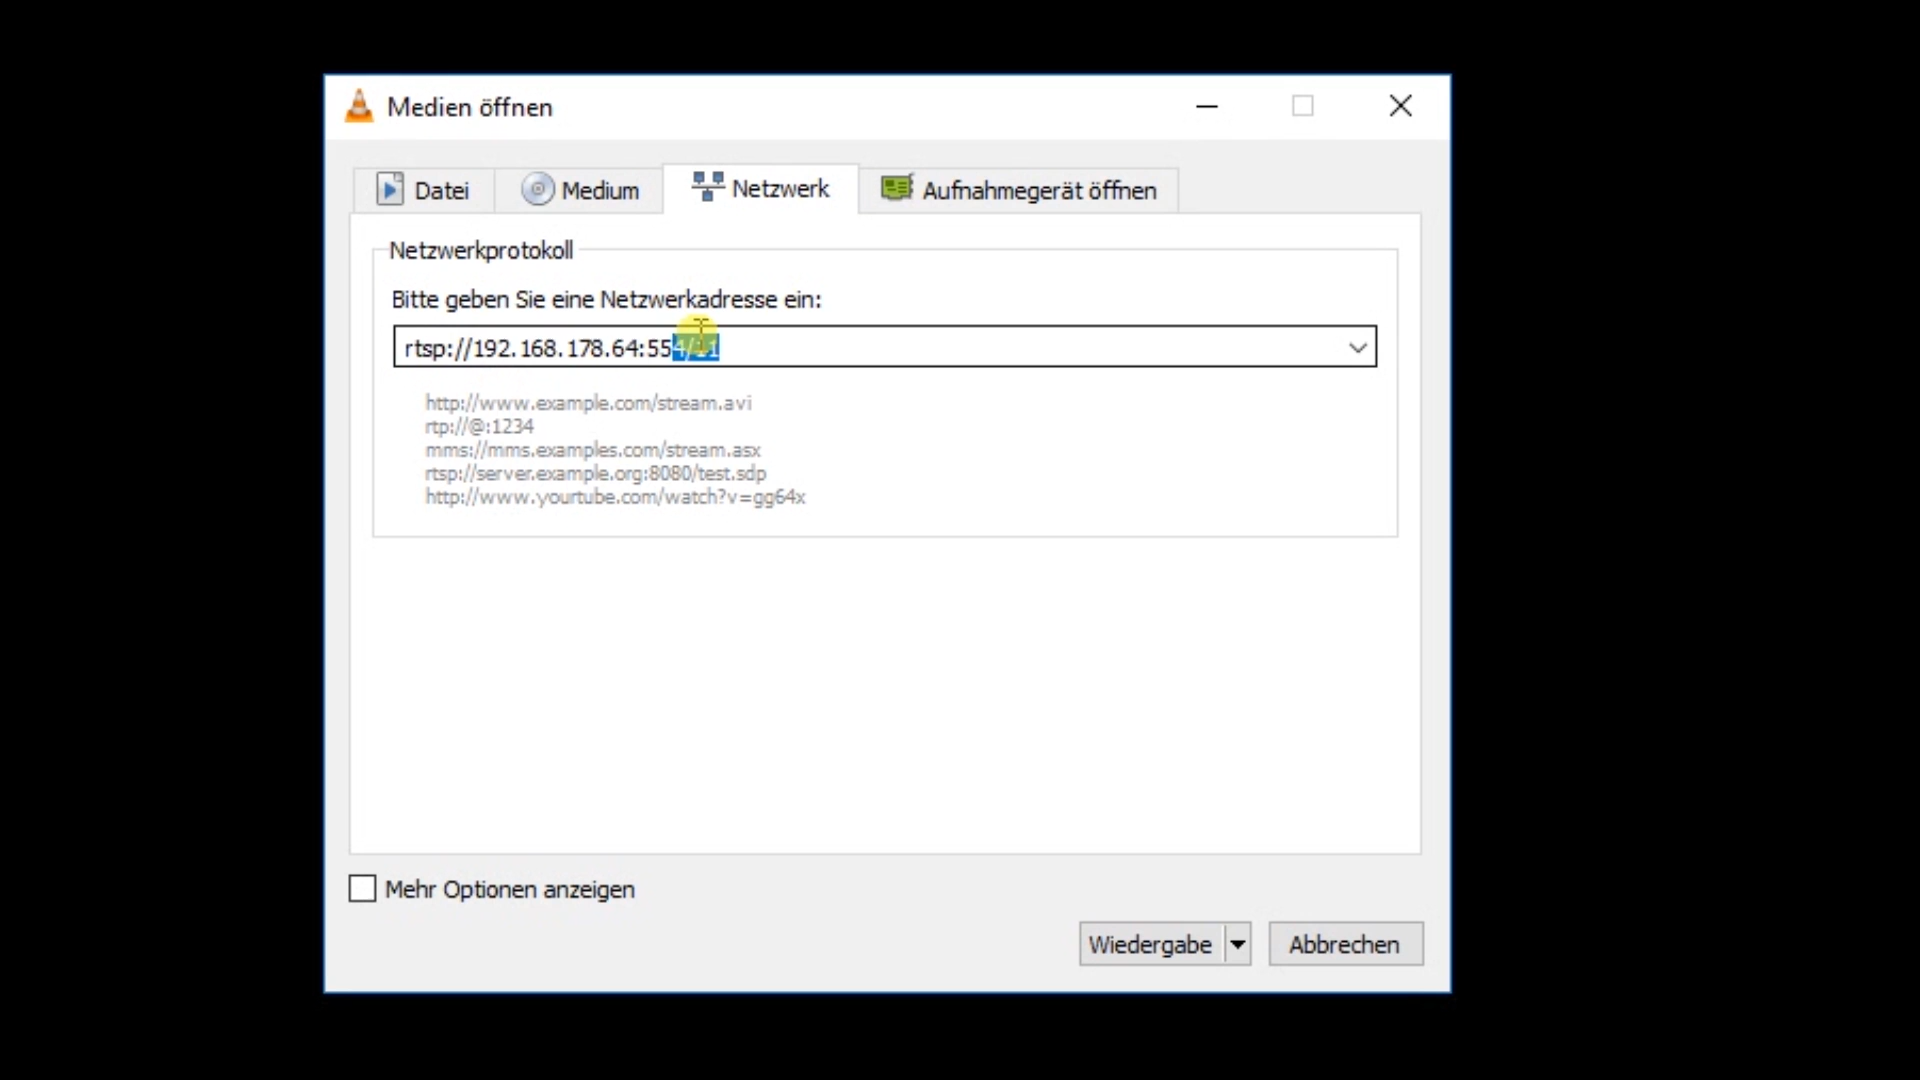 Medien öffnen
Datei
Medium
Netzwerk
Aufnahmegerät öffnen
Netzwerkprotokoll
Bitte geben Sie eine Netzwerkadresse ein:
rtsp://192.168.178.64:554/11
http://www.example.com/stream.avi
rtp://@:1234
mms://mms.examples.com/stream.asx
rtsp://server.example.org:8080/test.sdp
http://www.yourtube.com/watch?v=gg64x
Mehr Optionen anzeigen
Wiedergabe
Abbrechen